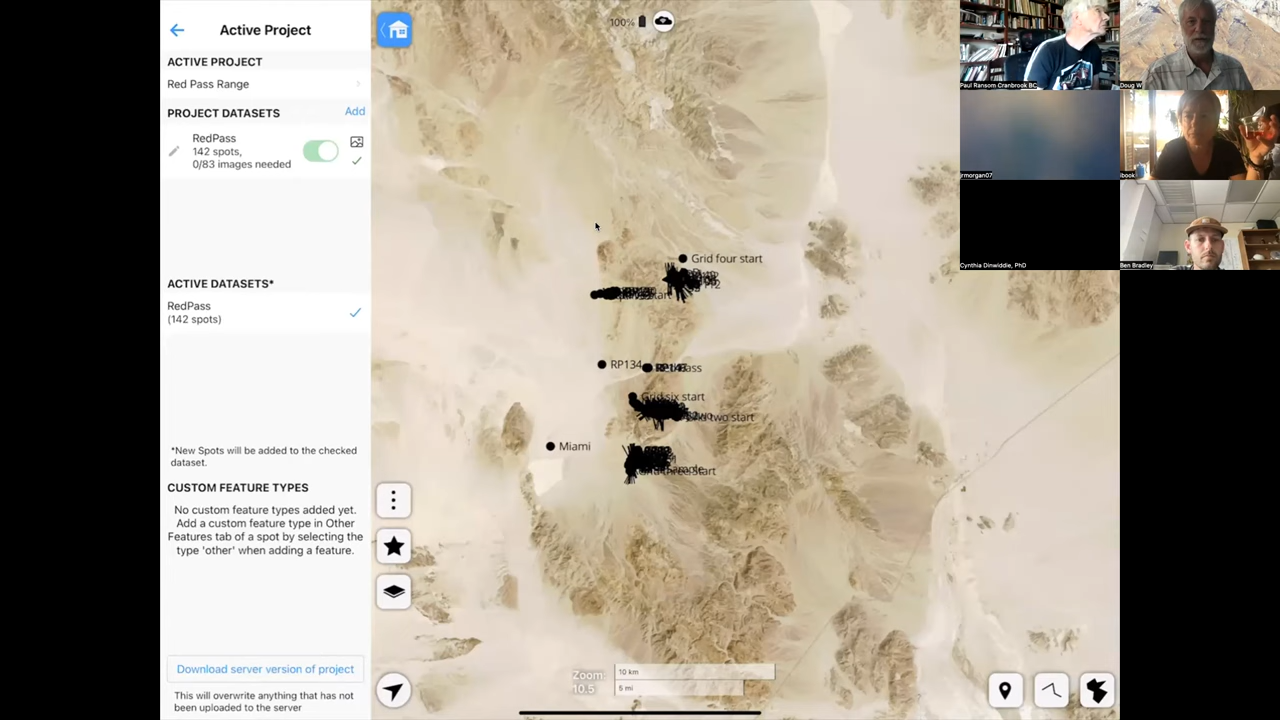 Active Project
ACTIVE PROJECT
Red Pass Range
PROJECT DATASETS
Add
RedPass
142 spots,
0/83 images needed
ACTIVE DATASETS*
RedPass
(142 spots)
*New Spots will be added to the checked
dataset.
CUSTOM FEATURE TYPES
No custom feature types added yet.
Add a custom feature type in Other
Features tab of a spot by selecting the
type 'other' when adding a feature.
Download server version of project
This will overwrite anything that has not
been uploaded to the server
100%
Grid four start
RP134
Grid six start
two start
Miami
Zoom:
10.5
10 km
5 mi
Paul Ransom Cranbrook BC
Doug W
jrmorgan07
Cynthia Dinwiddie, PhD
Ben Bradley